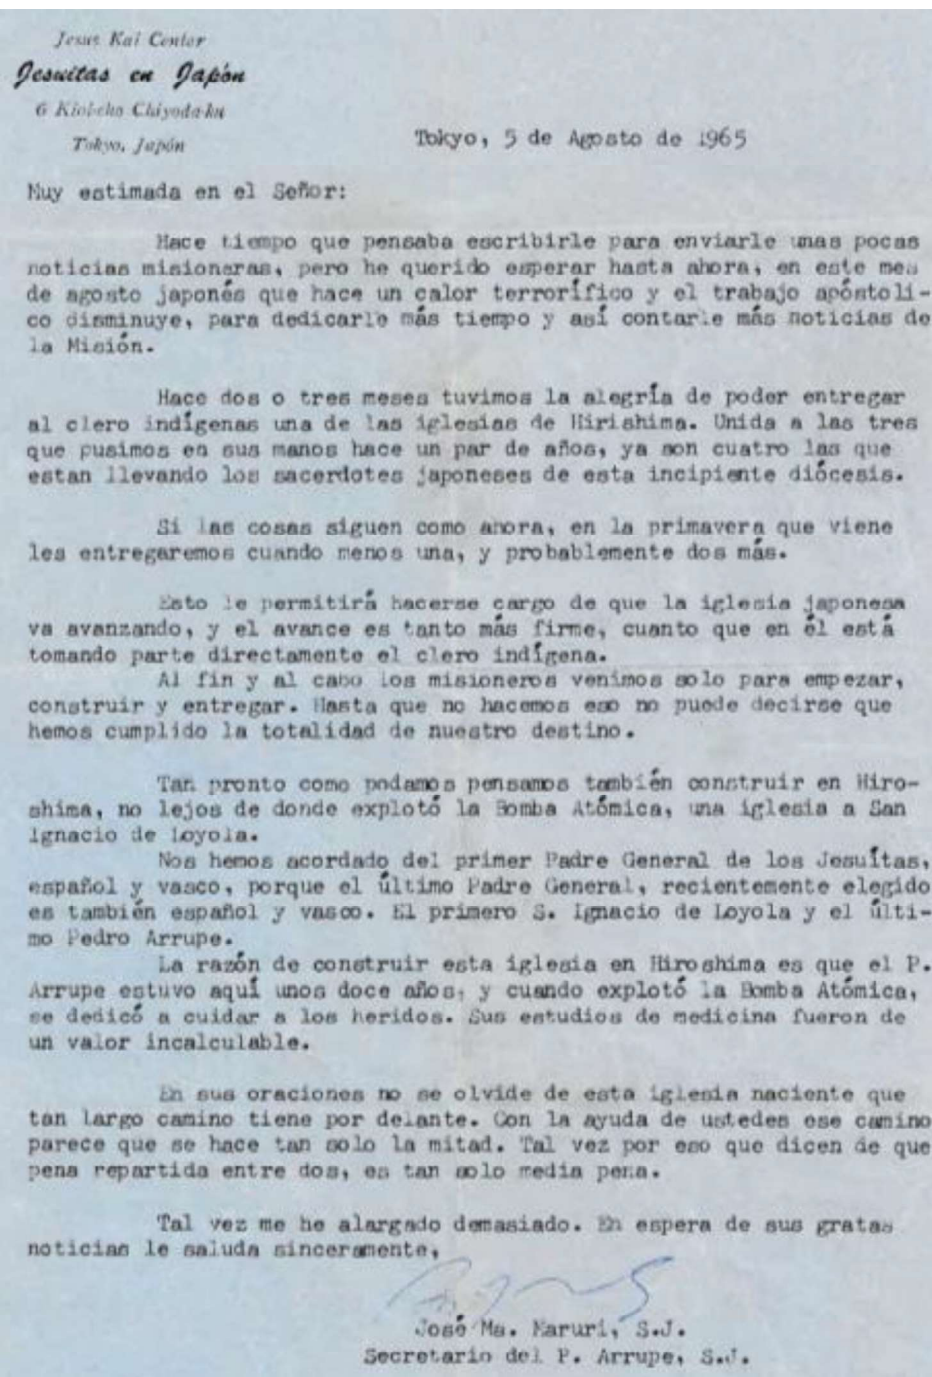 Jesus Kai Center
Jesuitas en Japón
6 Kioi-cho Chiyoda-ku
Tokyo, Japón
Tokyo, 5 de Agosto de 1965
Muy estimada en el Señor:
Hace tiempo que pensaba escribirle para enviarle unas pocas
noticias misioneras, pero he querido esperar hasta ahora, en este mes
de agosto japonés que hace un calor terrorífico y el trabajo apóstoli-
co disminuye, para dedicarle más tiempo y así contarle más noticias de
la Misión.
Hace dos o tres meses tuvimos la alegría de poder entregar
al clero indígenas una de las iglesias de Hirishima. Unida a las tres
que pusimos en sus manos hace un par de años, ya son cuatro las que
estan llevando los sacerdotes japoneses de esta incipiente diócesis.
Si las cosas siguen como ahora, en la primavera que viene
les entregaremos cuando menos una, y probablemente dos más.
Esto le permitirá hacerse cargo de que la iglesia japonesa
va avanzando, y el avance es tanto más firme, cuanto que en él está
tomando parte directamente el clero indígena.
Al fin y al cabo los misioneros venimos solo para empezar,
construir y entregar. Hasta que no hacemos eso no puede decirse que
hemos cumplido la totalidad de nuestro destino.
Tan pronto como podamos pensamos también construir en Hiro-
shima, no lejos de donde explotó la Bomba Atómica, una iglesia a San
Ignacio de Loyola.
Nos hemos acordado del primer Padre General de los Jesuítas,
español y vasco, porque el último Padre General, recientemente elegido
es también español y vasco. El primero S. Ignacio de Loyola y el últi-
mo Pedro Arrupe.
La razón de construir esta iglesia en Hiroshima es que el P.
Arrupe estuvo aquí unos doce años, y cuando explotó la Bomba Atómica,
se dedicó a cuidar a los heridos. Sus estudios de medicina fueron de
un valor incalculable.
En sus oraciones no se olvide de esta iglesia naciente que
tan largo camino tiene por delante. Con la ayuda de ustedes ese camino
parece que se hace tan solo la mitad. Tal vez por eso que dicen de que
pena repartida entre dos, es tan solo media pena.
Tal vez me he alargado demasiado. En espera de sus gratas
noticias le saluda sinceramente,
José Ma. Maruri, S.J.
Secretario del P. Arrupe, S.J.